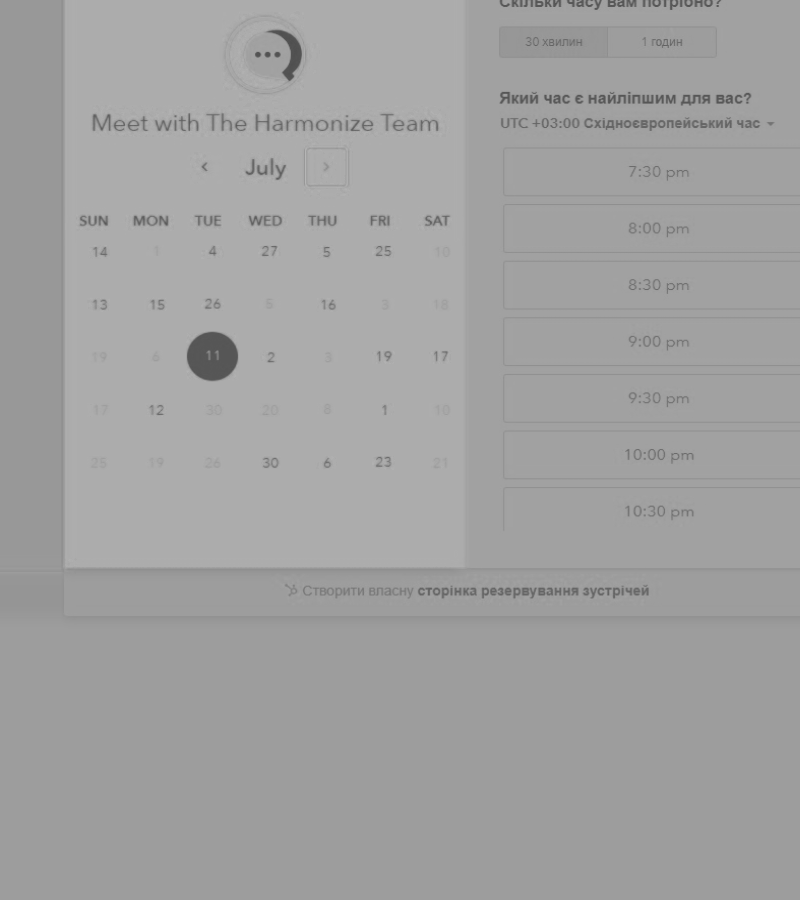 Скільки часу вам потрібно?
30 хвилин 1 годин
Який час є найліпшим для вас?
UTC +03:00 Східноєвропейський час
Meet with The Harmonize Team
July
SUN MON TUE WED THU FRI SAT
14 1 4 27 5 25 10
13 15 26 5 16 3 18
19 6 11 2 3 19 17
17 12 30 20 8 1 10
25 19 26 30 6 23 21
7:30 pm
8:00 pm
8:30 pm
9:00 pm
9:30 pm
10:00 pm
10:30 pm
Створити власну сторінка резервування зустрічей